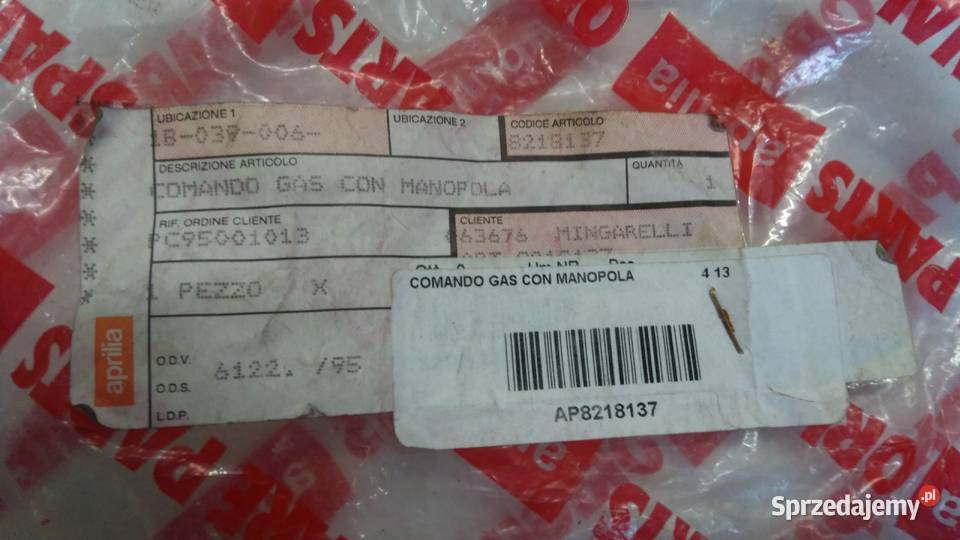 UBICAZIONE 1
1B-039-006-
UBICAZIONE 2
CODICE ARTICOLO
8218137
DESCRIZIONE ARTICOLO
COMANDO GAS CON MANOPOLA
QUANTITÀ
1
RIF. ORDINE CLIENTE
PC95001013
CLIENTE
63676 MINGARELLI
1 PEZZO X
O.D.V.
6122. /95
O.D.S.
L.D.P.
aprilia
COMANDO GAS CON MANOPOLA 4 13
AP8218137
PARTS
PARTS
Sprzedajemy.pl